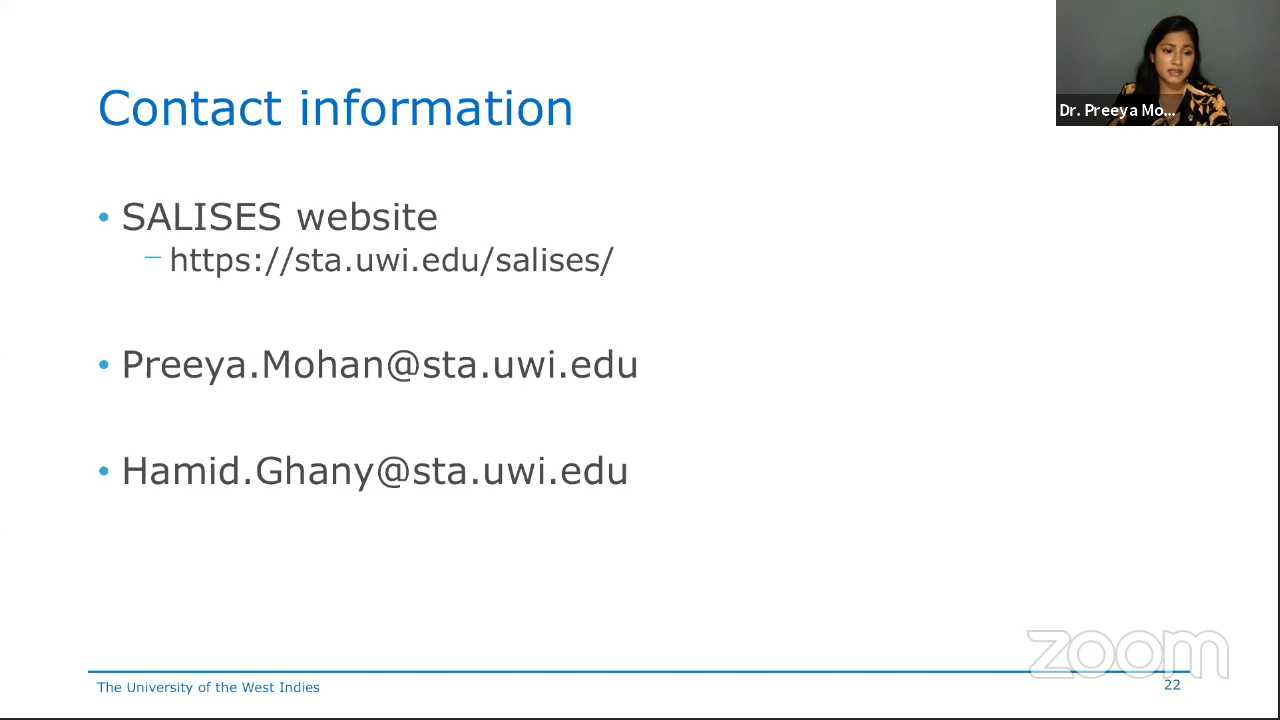 Contact information
Dr. Preeya Mo...
• SALISES website
– https://sta.uwi.edu/salises/
• Preeya.Mohan@sta.uwi.edu
• Hamid.Ghany@sta.uwi.edu
zoom
The University of the West Indies
22